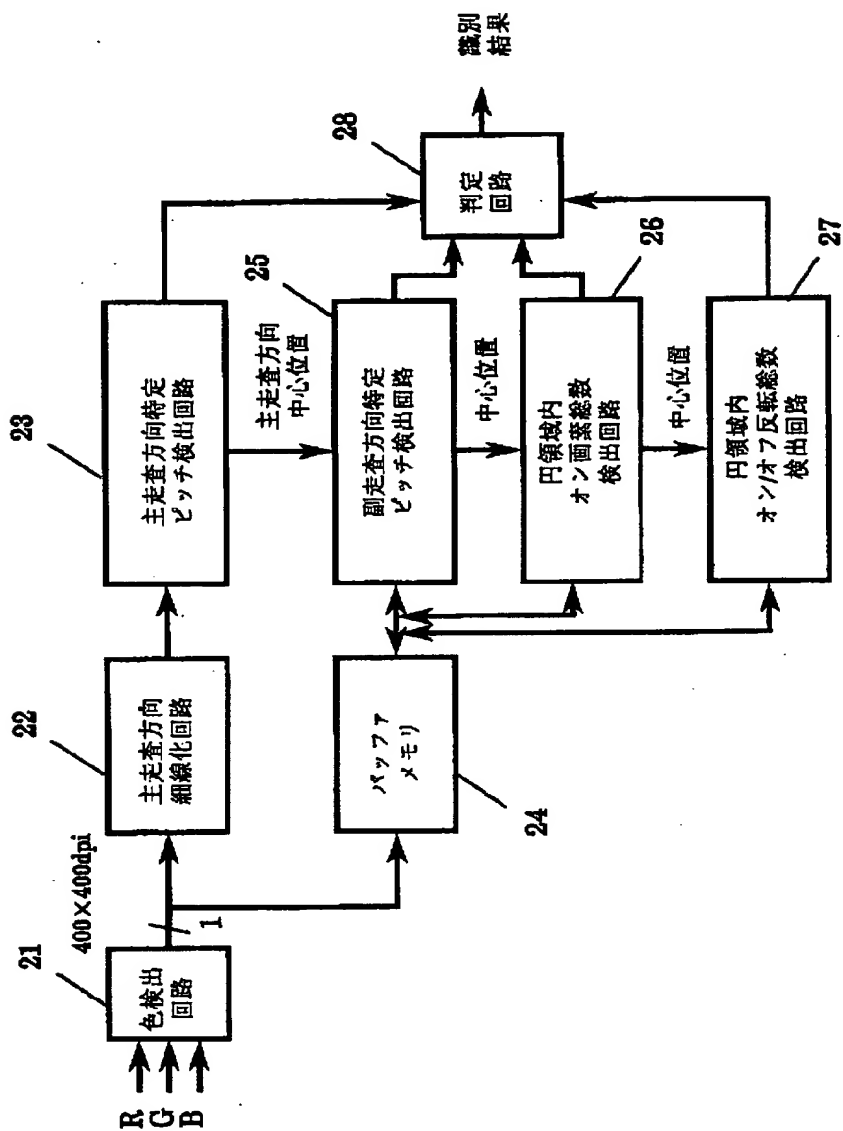 R
G
B
21
色検出
回路
400×400dpi
1
22
主走査方向
細線化回路
23
主走査方向特定
ピッチ検出回路
主走査方向
中心位置
24
バッファ
メモリ
25
副走査方向特定
ピッチ検出回路
中心位置
26
円領域内
オン画素総数
検出回路
中心位置
27
円領域内
オン/オフ反転総数
検出回路
28
判定
回路
識別
結果